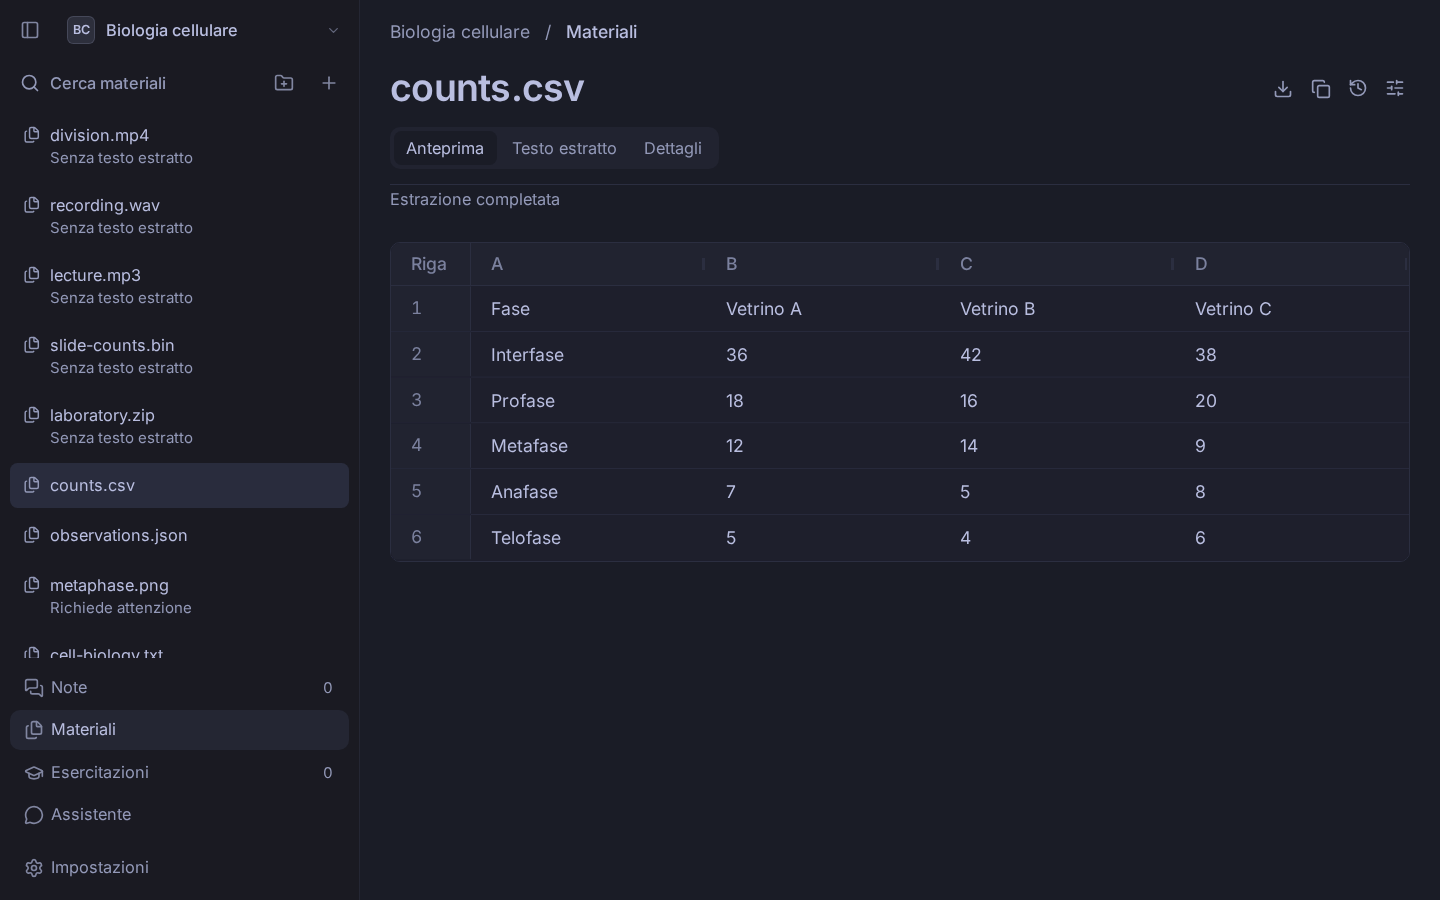 BC Biologia cellulare
Cerca materiali
division.mp4
Senza testo estratto
recording.wav
Senza testo estratto
lecture.mp3
Senza testo estratto
slide-counts.bin
Senza testo estratto
laboratory.zip
Senza testo estratto
counts.csv
observations.json
metaphase.png
Richiede attenzione
cell-biology.txt
Note 0
Materiali
Esercitazioni 0
Assistente
Impostazioni
Biologia cellulare / Materiali
counts.csv
Anteprima Testo estratto Dettagli
Estrazione completata
Riga A B C D
1 Fase Vetrino A Vetrino B Vetrino C
2 Interfase 36 42 38
3 Profase 18 16 20
4 Metafase 12 14 9
5 Anafase 7 5 8
6 Telofase 5 4 6